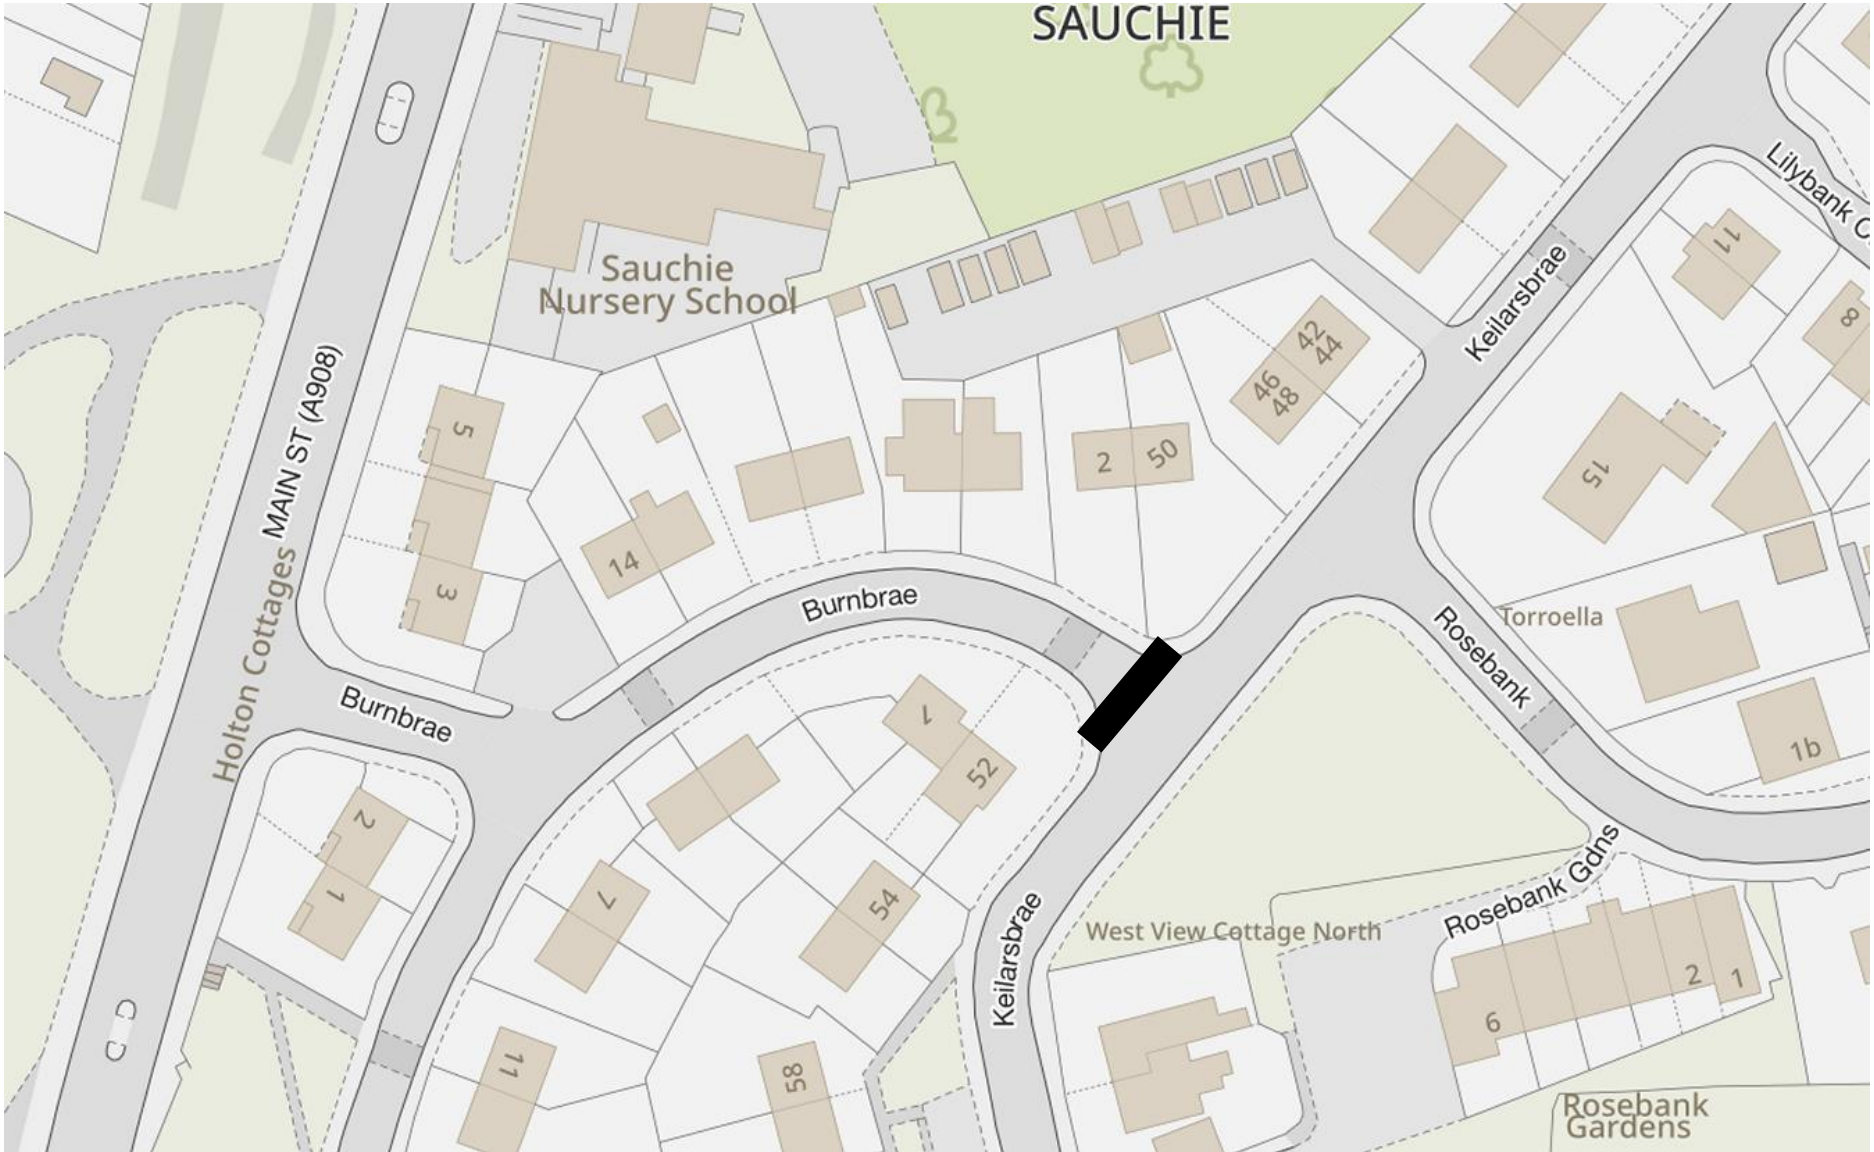 SAUCHIE
Lilybank C
11
8
Sauchie
Nursery School
Keilarsbrae
42
44
46
48
MAIN ST (A908)
5
2
50
15
14
3
Burnbrae
Torroella
Rosebank
Holton Cottages
Burnbrae
1
52
1b
2
1
7
54
Rosebank Gdns
Keilarsbrae
West View Cottage North
2
1
6
11
58
Rosebank
Gardens